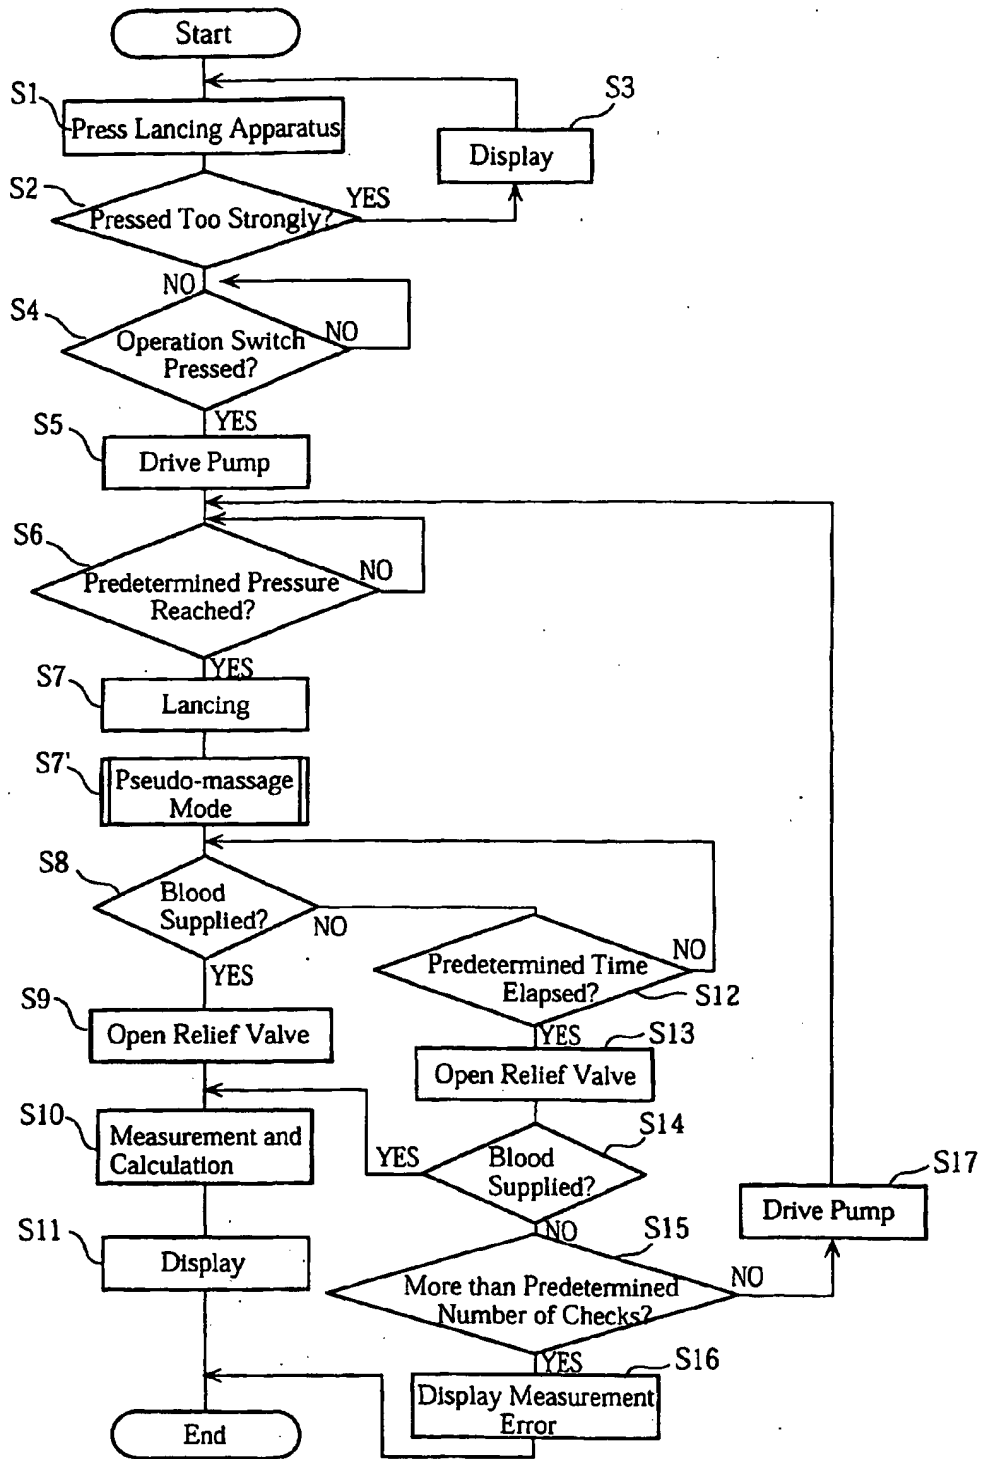 Start
S1
Press Lancing Apparatus
S3
Display
S2
Pressed Too Strongly?
YES
NO
S4
Operation Switch
Pressed?
NO
YES
S5
Drive Pump
S6
Predetermined Pressure
Reached?
NO
YES
S7
Lancing
S7'
Pseudo-massage
Mode
S8
Blood
Supplied?
NO
YES
Predetermined Time
Elapsed?
NO
S12
YES
S9
Open Relief Valve
S13
Open Relief Valve
S10
Measurement and
Calculation
S14
Blood
Supplied?
YES
NO
S17
Drive Pump
S11
Display
S15
More than Predetermined
Number of Checks?
NO
YES
S16
Display Measurement
Error
End